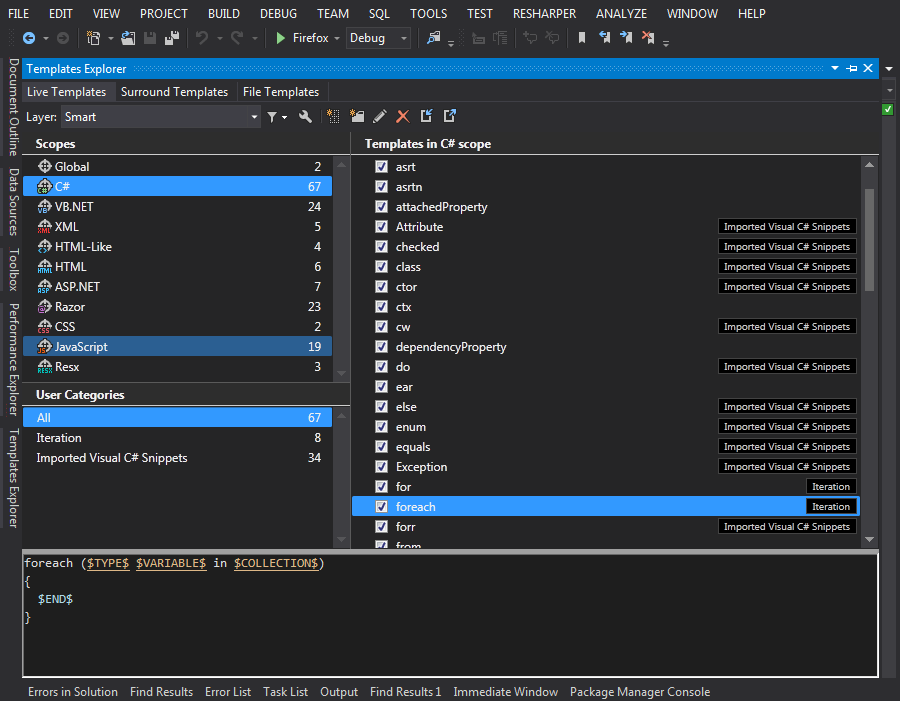 FILE EDIT VIEW PROJECT BUILD DEBUG TEAM SQL TOOLS TEST RESHARPER ANALYZE WINDOW HELP
Firefox Debug
Templates Explorer
Live Templates Surround Templates File Templates
Layer: Smart
Document Outline
Data Sources
Toolbox
Performance Explorer
Templates Explorer
Scopes
Global 2
C# 67
VB.NET 24
XML 5
HTML-Like 4
HTML 6
ASP.NET 7
Razor 23
CSS 2
JavaScript 19
Resx 3
User Categories
All 67
Iteration 8
Imported Visual C# Snippets 34
Templates in C# scope
asrt
asrtn
attachedProperty
Attribute Imported Visual C# Snippets
checked Imported Visual C# Snippets
class Imported Visual C# Snippets
ctor Imported Visual C# Snippets
ctx
cw Imported Visual C# Snippets
dependencyProperty
do Imported Visual C# Snippets
ear
else Imported Visual C# Snippets
enum Imported Visual C# Snippets
equals Imported Visual C# Snippets
Exception Imported Visual C# Snippets
for Iteration
foreach Iteration
forr Imported Visual C# Snippets
from
foreach ($TYPE$ $VARIABLE$ in $COLLECTION$)
{
$END$
}
Errors in Solution Find Results Error List Task List Output Find Results 1 Immediate Window Package Manager Console